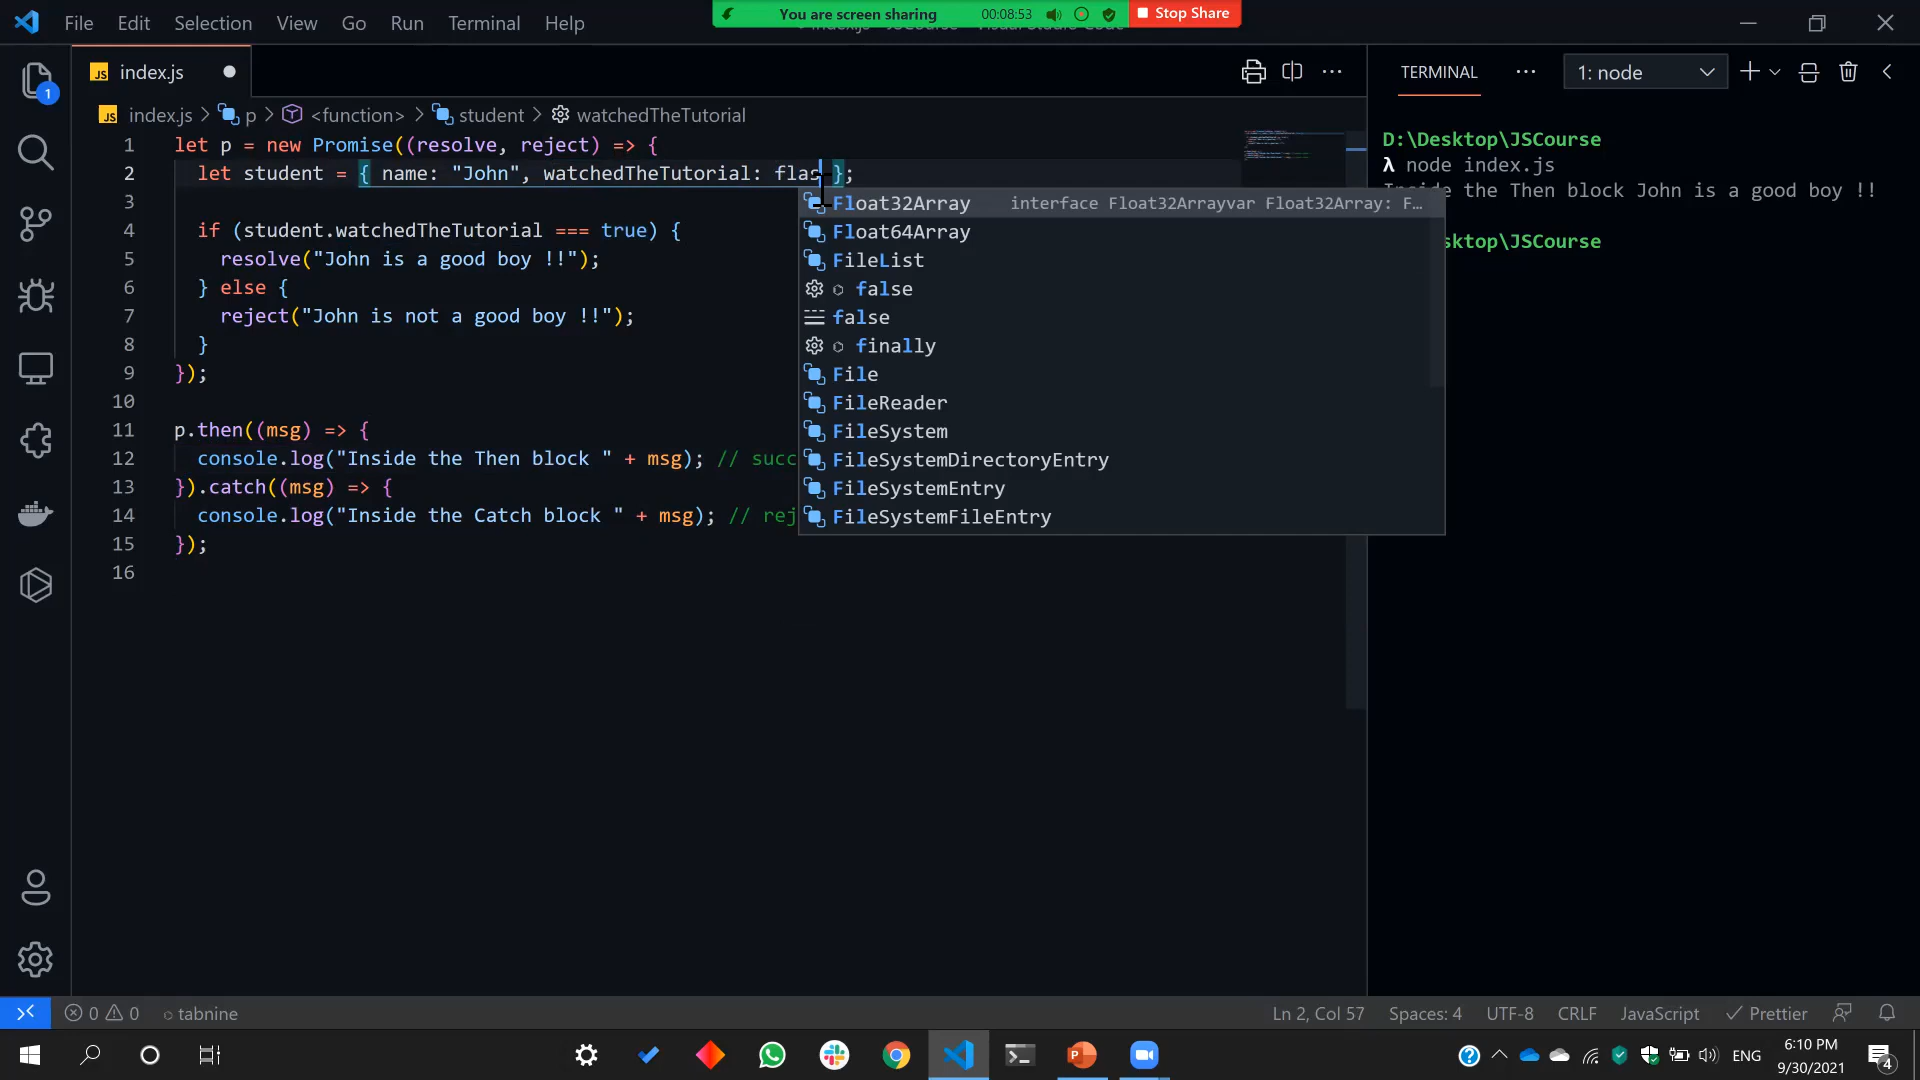 File Edit Selection View Go Run Terminal Help
You are screen sharing 00:08:53 Stop Share
index.js
TERMINAL
1: node
1
index.js > p > <function> > student > watchedTheTutorial
1 let p = new Promise((resolve, reject) => {
2 let student = { name: "John", watchedTheTutorial: flas };
3
4 if (student.watchedTheTutorial === true) {
5 resolve("John is a good boy !!");
6 } else {
7 reject("John is not a good boy !!");
8 }
9 });
10
11 p.then((msg) => {
12 console.log("Inside the Then block " + msg); // succ
13 }).catch((msg) => {
14 console.log("Inside the Catch block " + msg); // rej
15 });
16
Float32Array interface Float32Arrayvar Float32Array: F…
Float64Array
FileList
false
false
finally
File
FileReader
FileSystem
FileSystemDirectoryEntry
FileSystemEntry
FileSystemFileEntry
D:\Desktop\JSCourse
λ node index.js
Inside the Then block John is a good boy !!
sktop\JSCourse
0 0 tabnine
Ln 2, Col 57 Spaces: 4 UTF-8 CRLF JavaScript Prettier
ENG
6:10 PM
9/30/2021
4